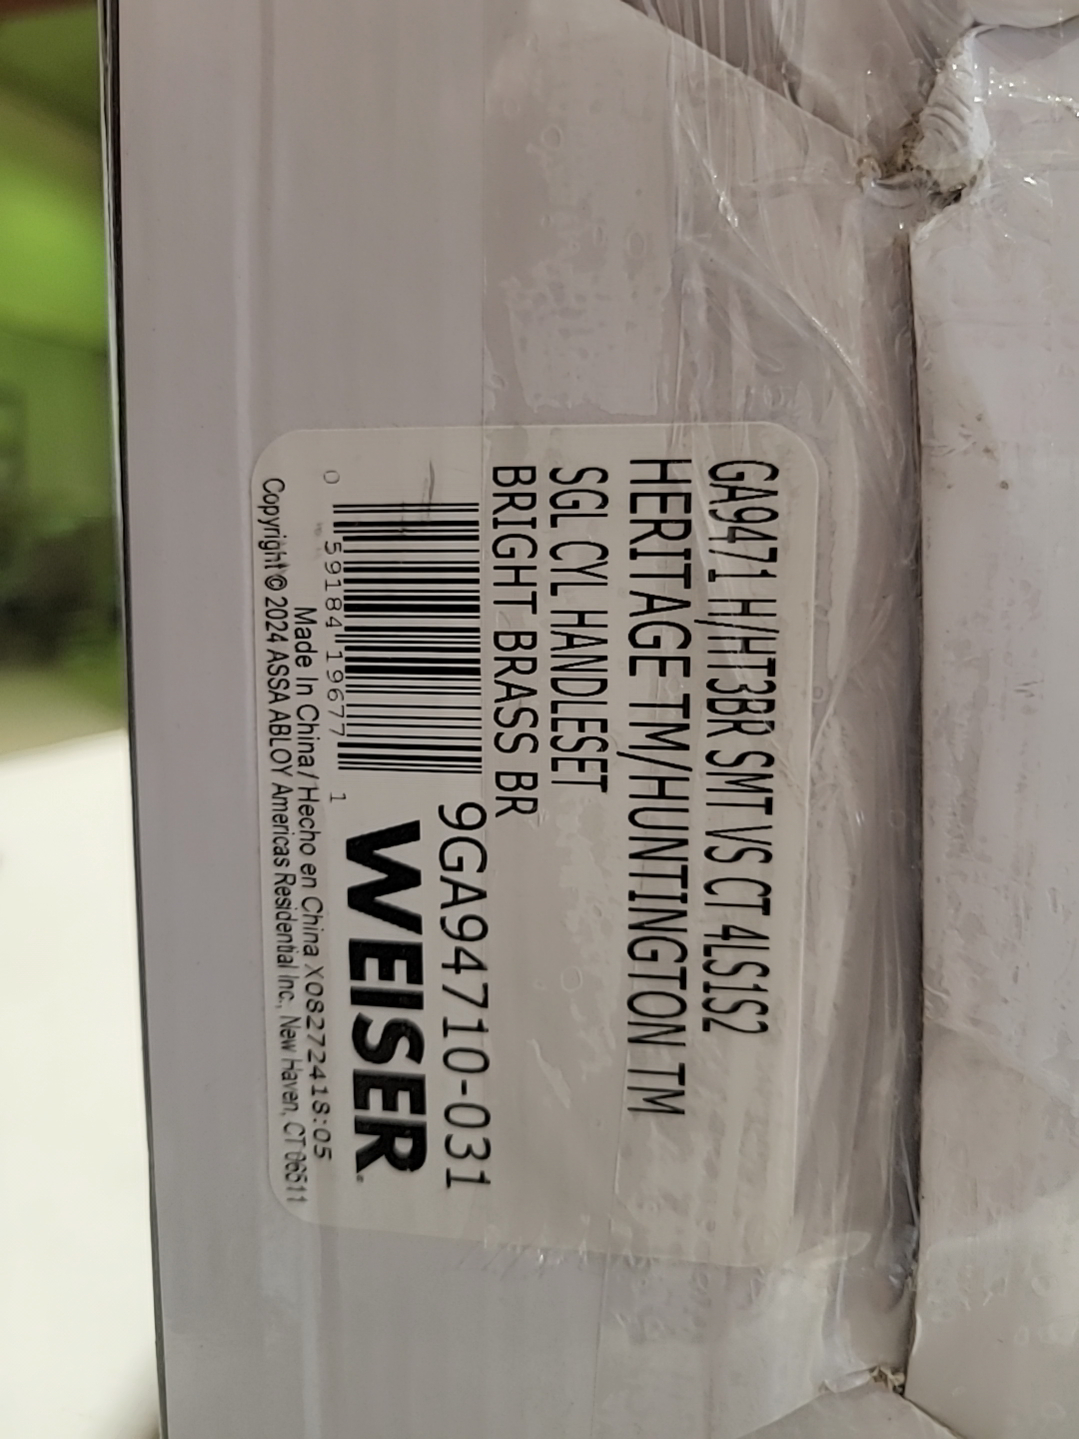 GA9471 H/HT3BR SMT VS CT 4LS1S2
HERITAGE TM/HUNTINGTON TM
SGL CYL HANDLESET
BRIGHT BRASS BR
9GA94710-031
WEISER
0 59184 19677 1
Made In China/Hecho en China X08272418:05
Copyright © 2024 ASSA ABLOY Americas Residential Inc., New Haven, CT 06511